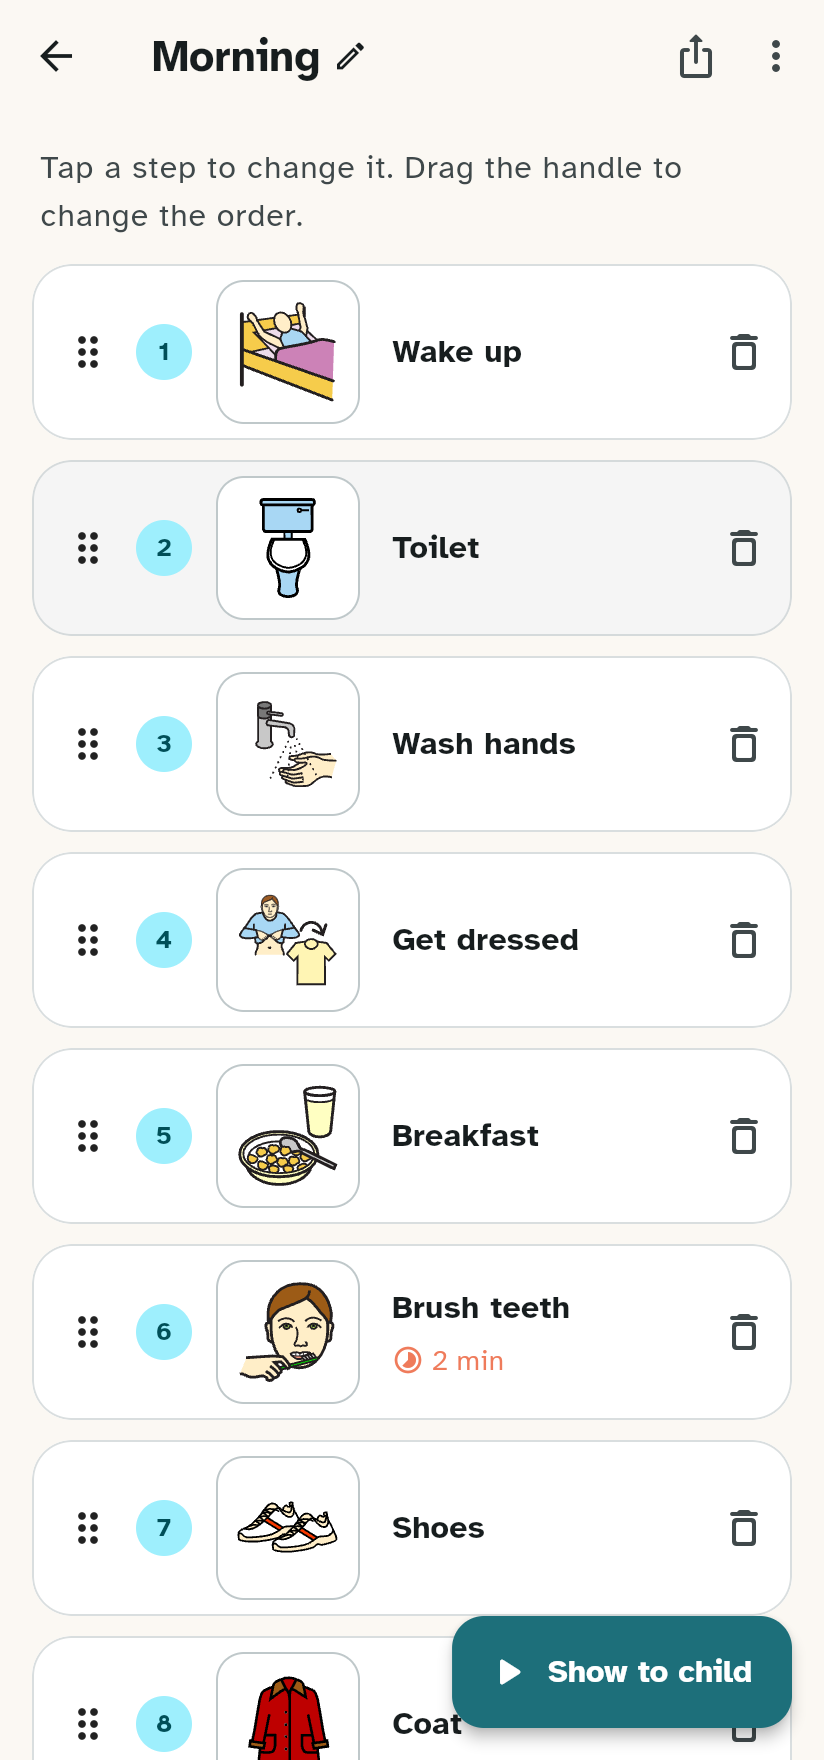 Morning
Tap a step to change it. Drag the handle to
change the order.
1 Wake up
2 Toilet
3 Wash hands
4 Get dressed
5 Breakfast
6 Brush teeth
2 min
7 Shoes
Show to child
8 Coat